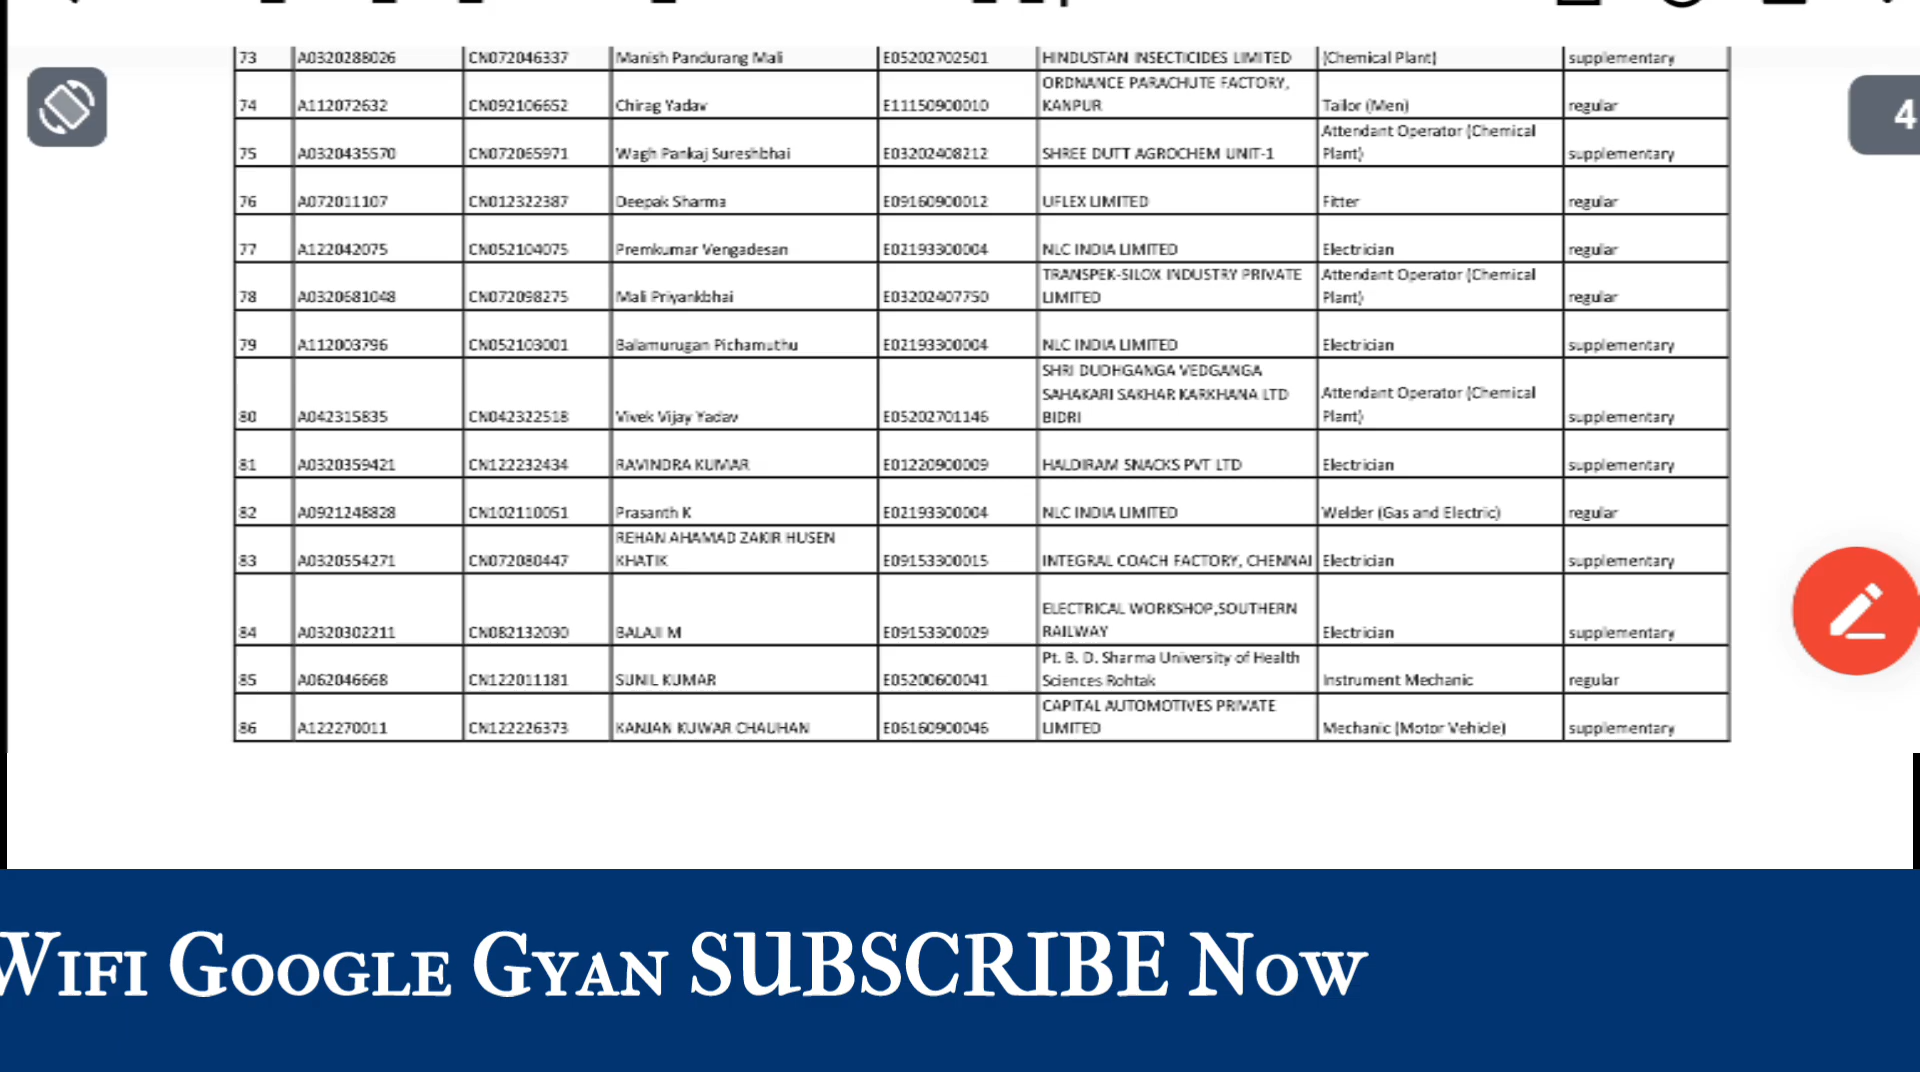 73 A0320288026 CN072046337 Manish Pandurang Mali E05202702501 HINDUSTAN INSECTICIDES LIMITED (Chemical Plant) supplementary
74 A112072632 CN092106652 Chirag Yadav E11150900010 ORDNANCE PARACHUTE FACTORY, KANPUR Tailor (Men) regular
75 A0320435570 CN072065971 Wagh Pankaj Sureshbhai E03202408212 SHREE DUTT AGROCHEM UNIT-1 Attendant Operator (Chemical Plant) supplementary
76 A072011107 CN012322387 Deepak Sharma E09160900012 UFLEX LIMITED Fitter regular
77 A122042075 CN052104075 Premkumar Vengadesan E02193300004 NLC INDIA LIMITED Electrician regular
78 A0320681048 CN072098275 Mali Priyankbhai E03202407750 TRANSPEK-SILOX INDUSTRY PRIVATE LIMITED Attendant Operator (Chemical Plant) regular
79 A112003796 CN052103001 Balamurugan Pichamuthu E02193300004 NLC INDIA LIMITED Electrician supplementary
80 A042315835 CN042322518 Vivek Vijay Yadav E05202701146 SHRI DUDHGANGA VEDGANGA SAHAKARI SAKHAR KARKHANA LTD BIDRI Attendant Operator (Chemical Plant) supplementary
81 A0320359421 CN122232434 RAVINDRA KUMAR E01220900009 HALDIRAM SNACKS PVT LTD Electrician supplementary
82 A0921248828 CN102110051 Prasanth K E02193300004 NLC INDIA LIMITED Welder (Gas and Electric) regular
83 A0320554271 CN072080447 REHAN AHAMAD ZAKIR HUSEN KHATIK E09153300015 INTEGRAL COACH FACTORY, CHENNAI Electrician supplementary
84 A0320302211 CN082132030 BALAJI M E09153300029 ELECTRICAL WORKSHOP,SOUTHERN RAILWAY Electrician supplementary
85 A062046668 CN122011181 SUNIL KUMAR E05200600041 Pt. B. D. Sharma University of Health Sciences Rohtak Instrument Mechanic regular
86 A122270011 CN122226373 KANJAN KUWAR CHAUHAN E06160900046 CAPITAL AUTOMOTIVES PRIVATE LIMITED Mechanic (Motor Vehicle) supplementary
4
WIFI GOOGLE GYAN SUBSCRIBE NOW